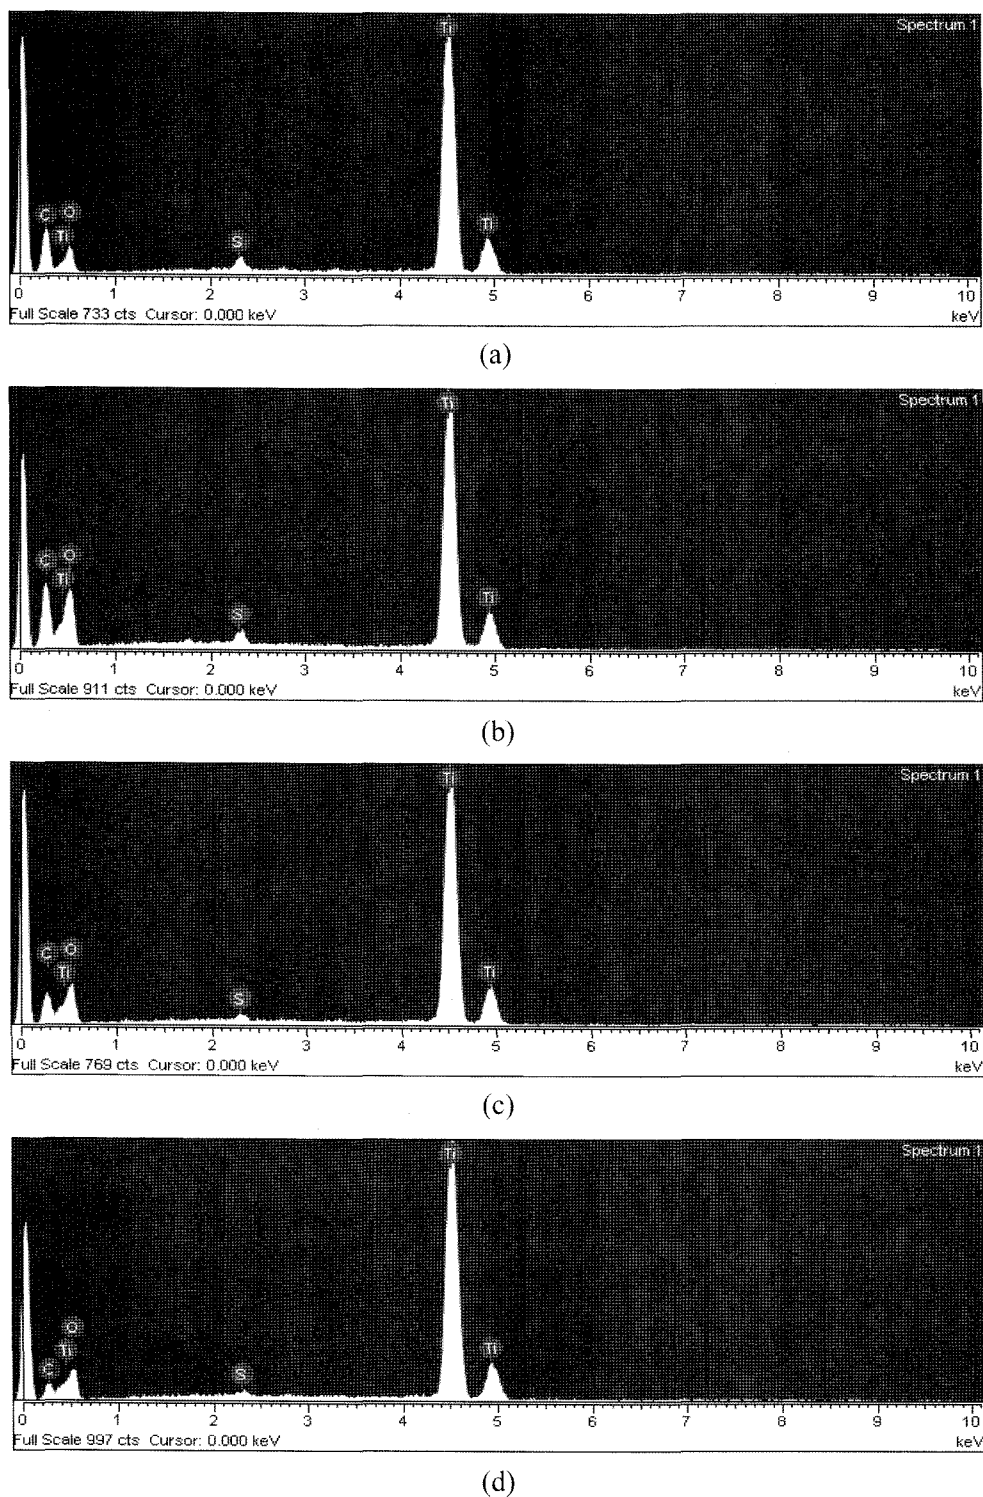 Spectrum 1
Ti
C O
Ti S Ti
0 1 2 3 4 5 6 7 8 9 10
Full Scale 733 cts Cursor: 0.000 keV keV
(a)
Spectrum 1
Ti
C O
Ti S Ti
0 1 2 3 4 5 6 7 8 9 10
Full Scale 911 cts Cursor: 0.000 keV keV
(b)
Spectrum 1
Ti
C O
Ti S Ti
0 1 2 3 4 5 6 7 8 9 10
Full Scale 769 cts Cursor: 0.000 keV keV
(c)
Spectrum 1
Ti
O
Ti Ti
C S
0 1 2 3 4 5 6 7 8 9 10
Full Scale 997 cts Cursor: 0.000 keV keV
(d)